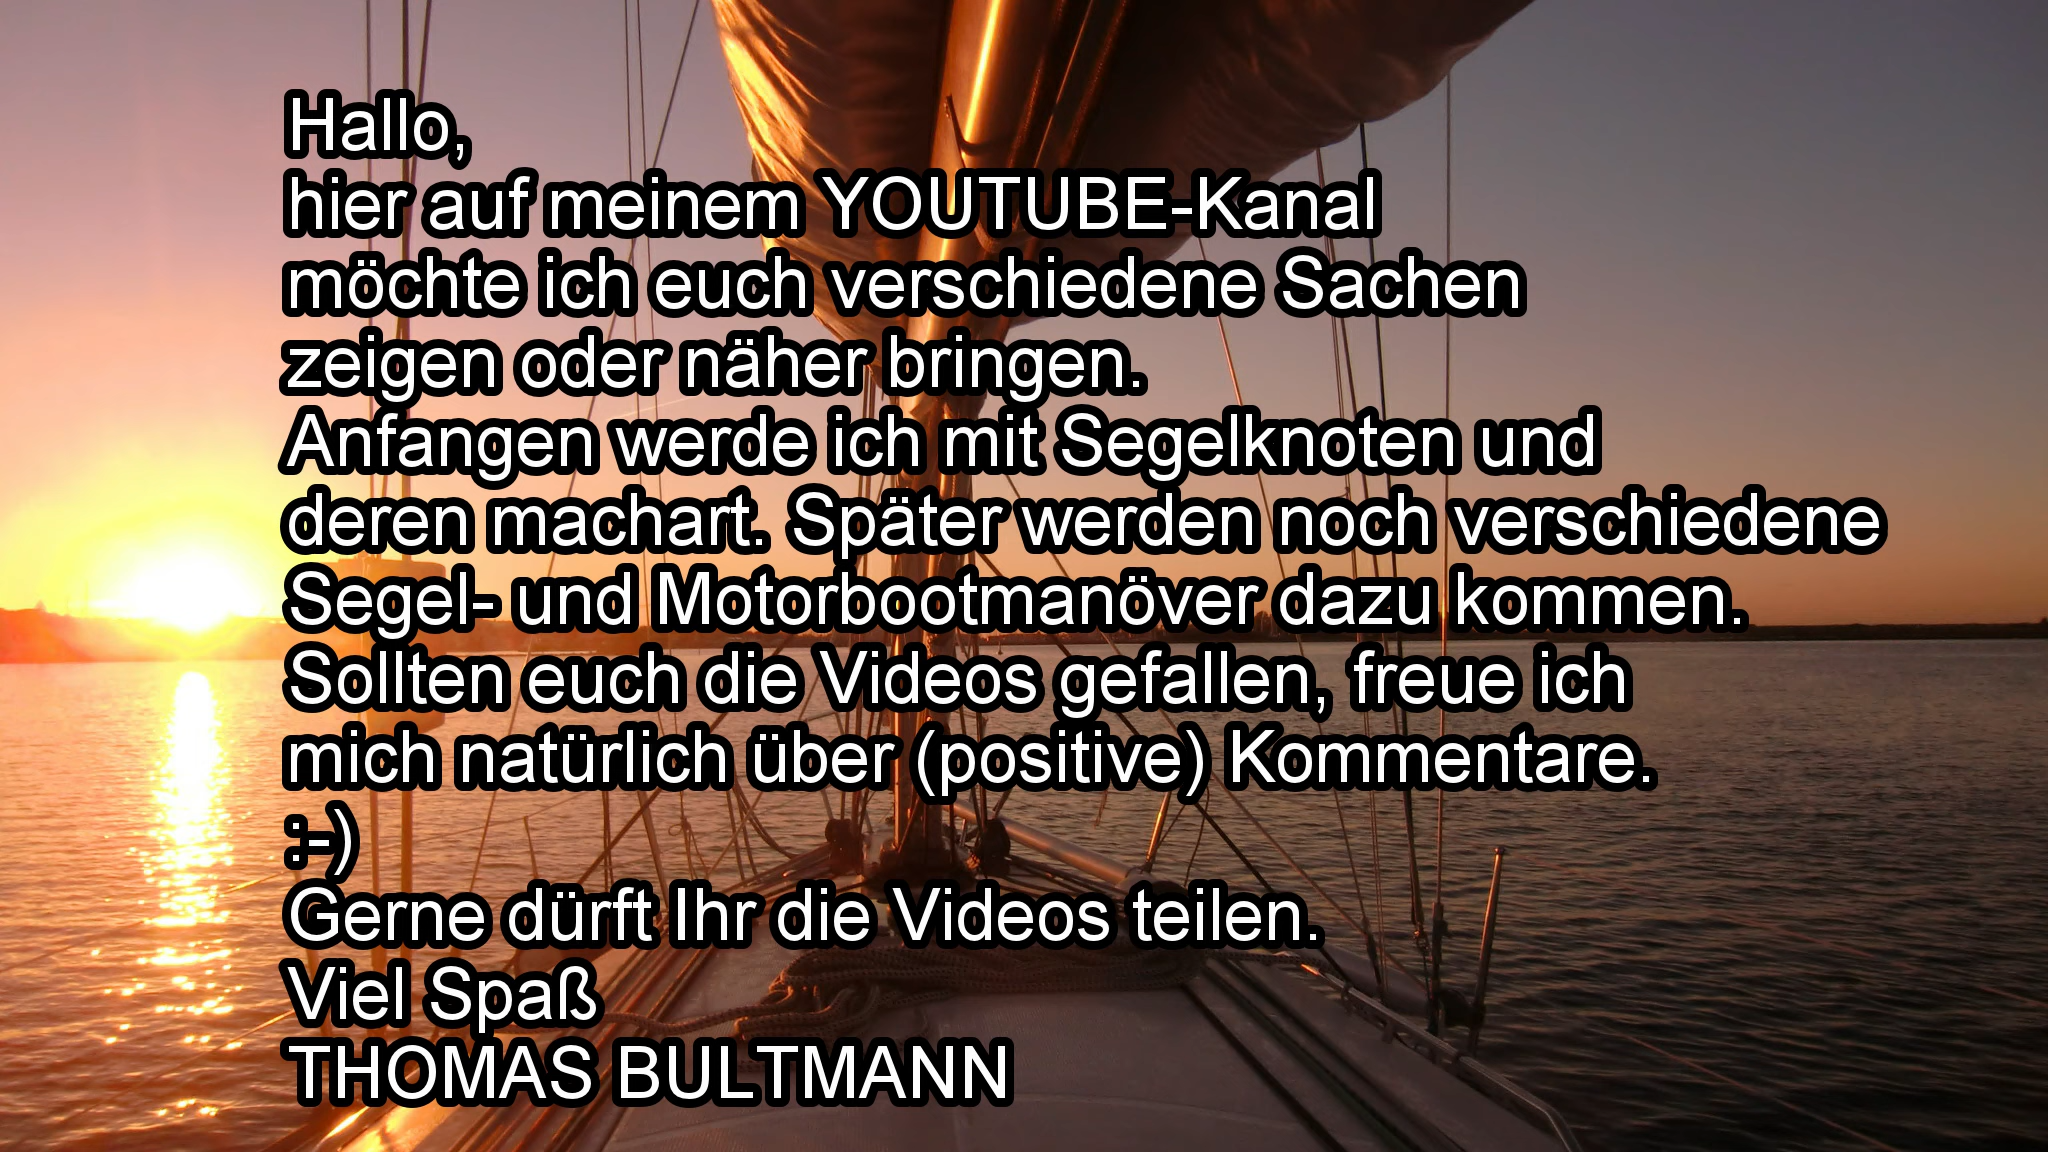 Hallo,
hier auf meinem YOUTUBE-Kanal
möchte ich euch verschiedene Sachen
zeigen oder näher bringen.
Anfangen werde ich mit Segelknoten und
deren machart. Später werden noch verschiedene
Segel- und Motorbootmanöver dazu kommen.
Sollten euch die Videos gefallen, freue ich
mich natürlich über (positive) Kommentare.
:-)
Gerne dürft Ihr die Videos teilen.
Viel Spaß
THOMAS BULTMANN